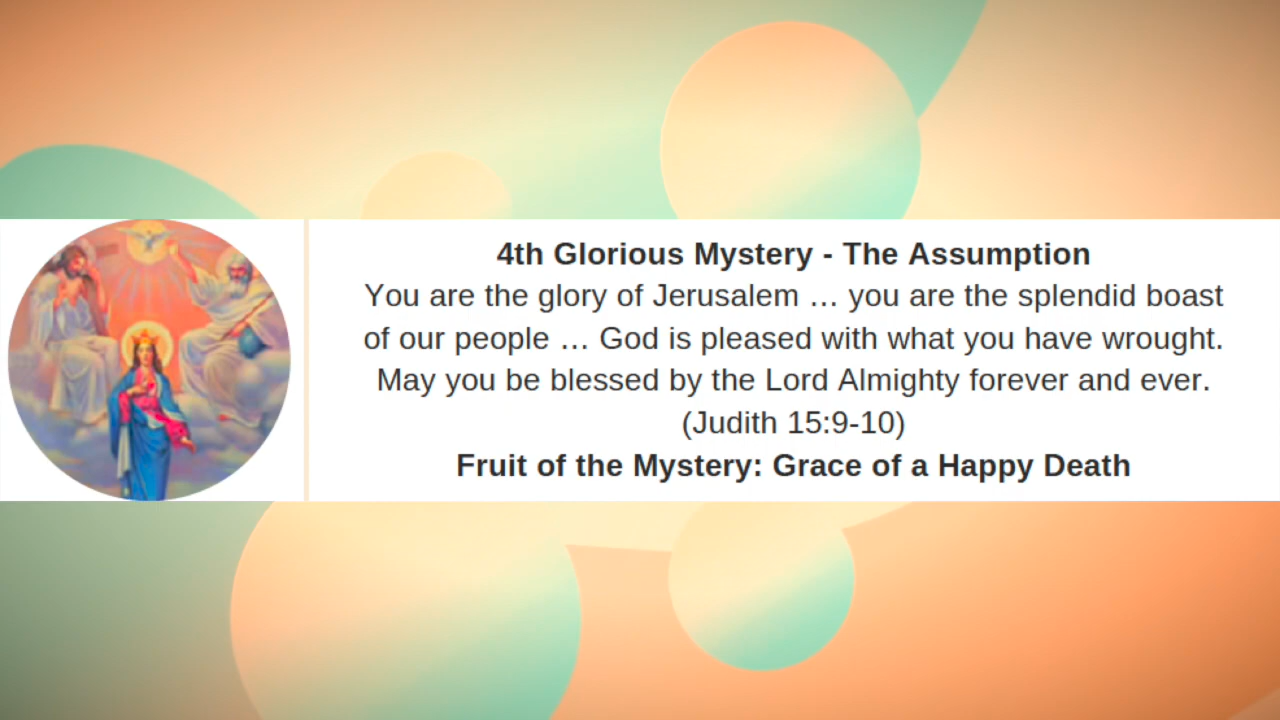 4th Glorious Mystery - The Assumption
You are the glory of Jerusalem … you are the splendid boast
of our people … God is pleased with what you have wrought.
May you be blessed by the Lord Almighty forever and ever.
(Judith 15:9-10)
Fruit of the Mystery: Grace of a Happy Death